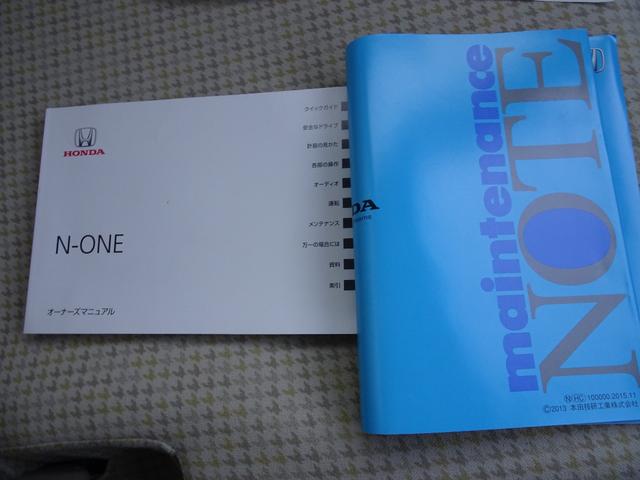 HONDA
N-ONE
オーナーズマニュアル
クイックガイド
安全なドライブ
計器の見かた
各部の操作
オーディオ
運転
メンテナンス
万一の場合には
資料
索引
DA
maintenance
NOTE
NHC 100000.2015.11
©2013 本田技研工業株式会社